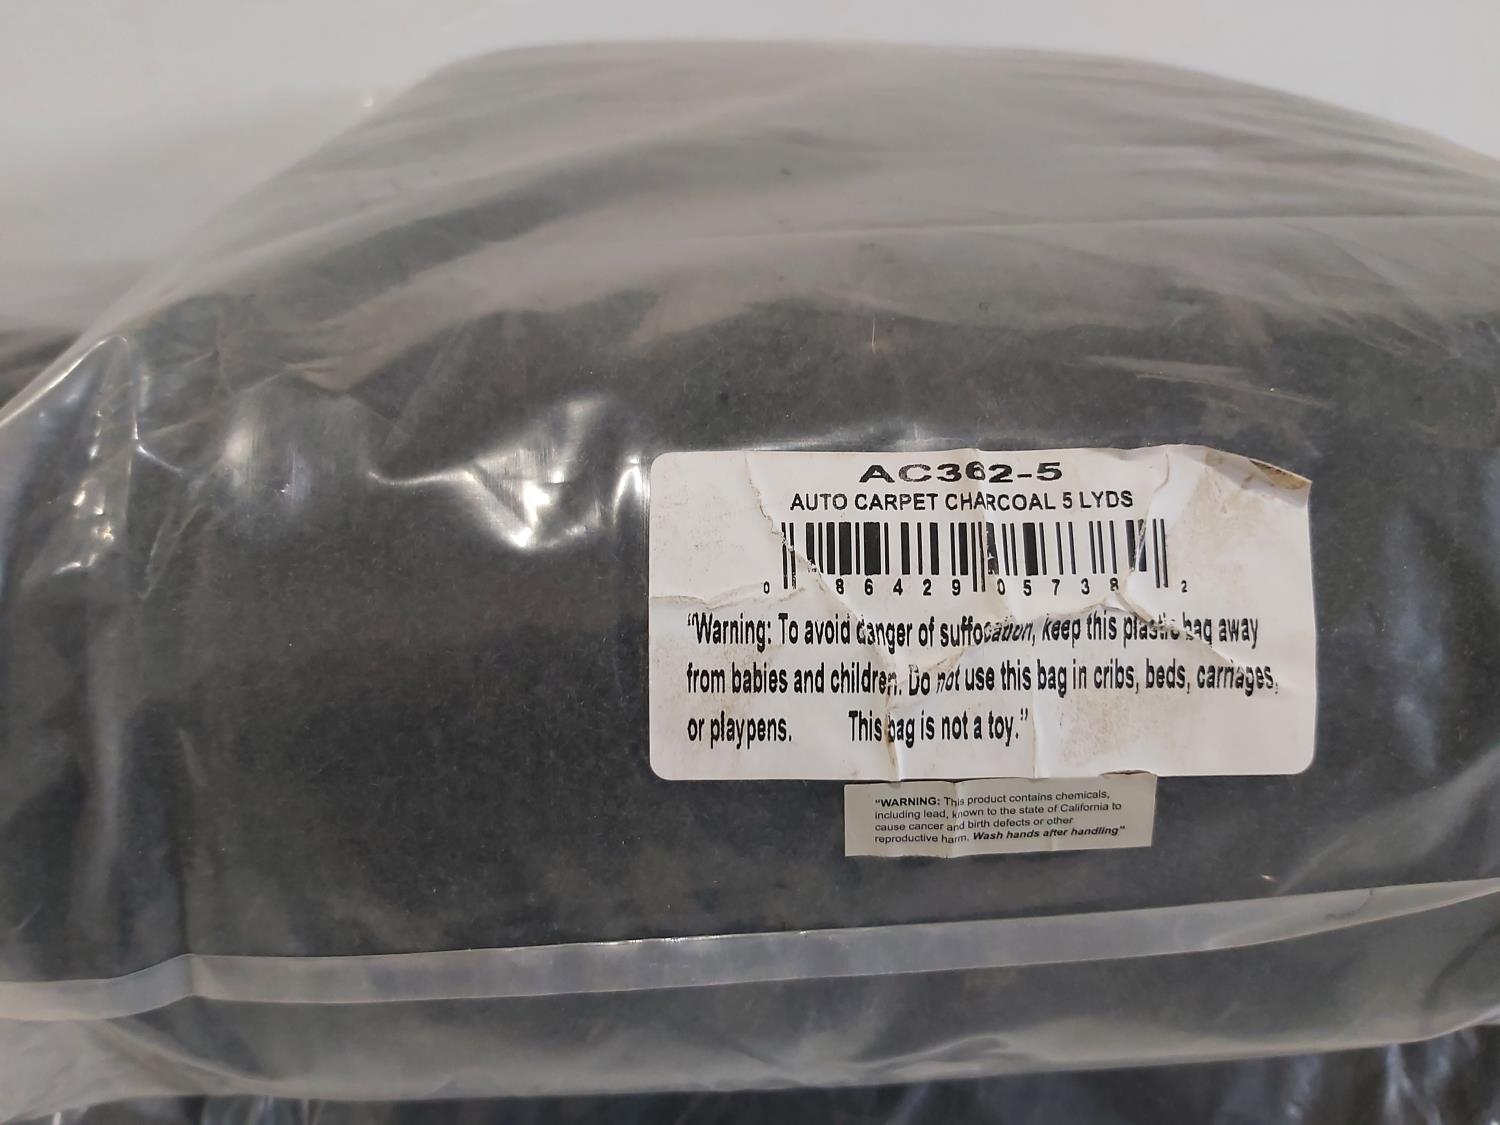 AC362-5
AUTO CARPET CHARCOAL 5 LYDS
0 86429 05738 2
"Warning: To avoid danger of suffocation, keep this plastic bag away
from babies and children. Do not use this bag in cribs, beds, carriages,
or playpens. This bag is not a toy."
"WARNING: This product contains chemicals,
including lead, known to the state of California to
cause cancer and birth defects or other
reproductive harm. Wash hands after handling"